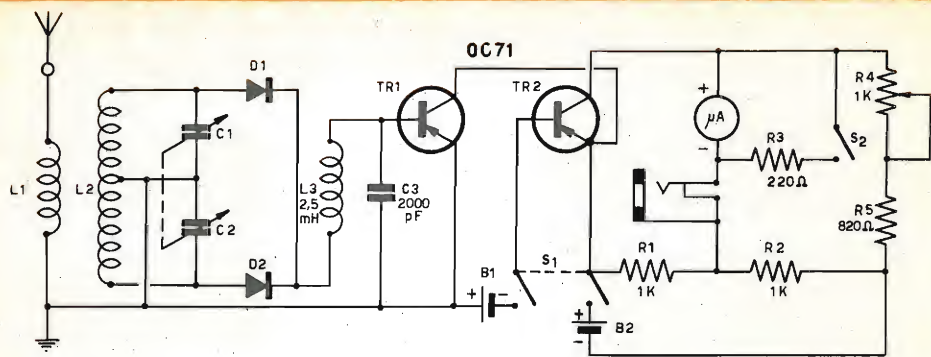 OC71
D1
TR1
TR2
+
µA
-
R4
1K
C1
S2
R3
220Ω
L1
L2
L3
2,5
mH
C3
2000
pF
C2
R5
820Ω
D2
B1
+
-
S1
R1
1K
R2
1K
+
B2
-